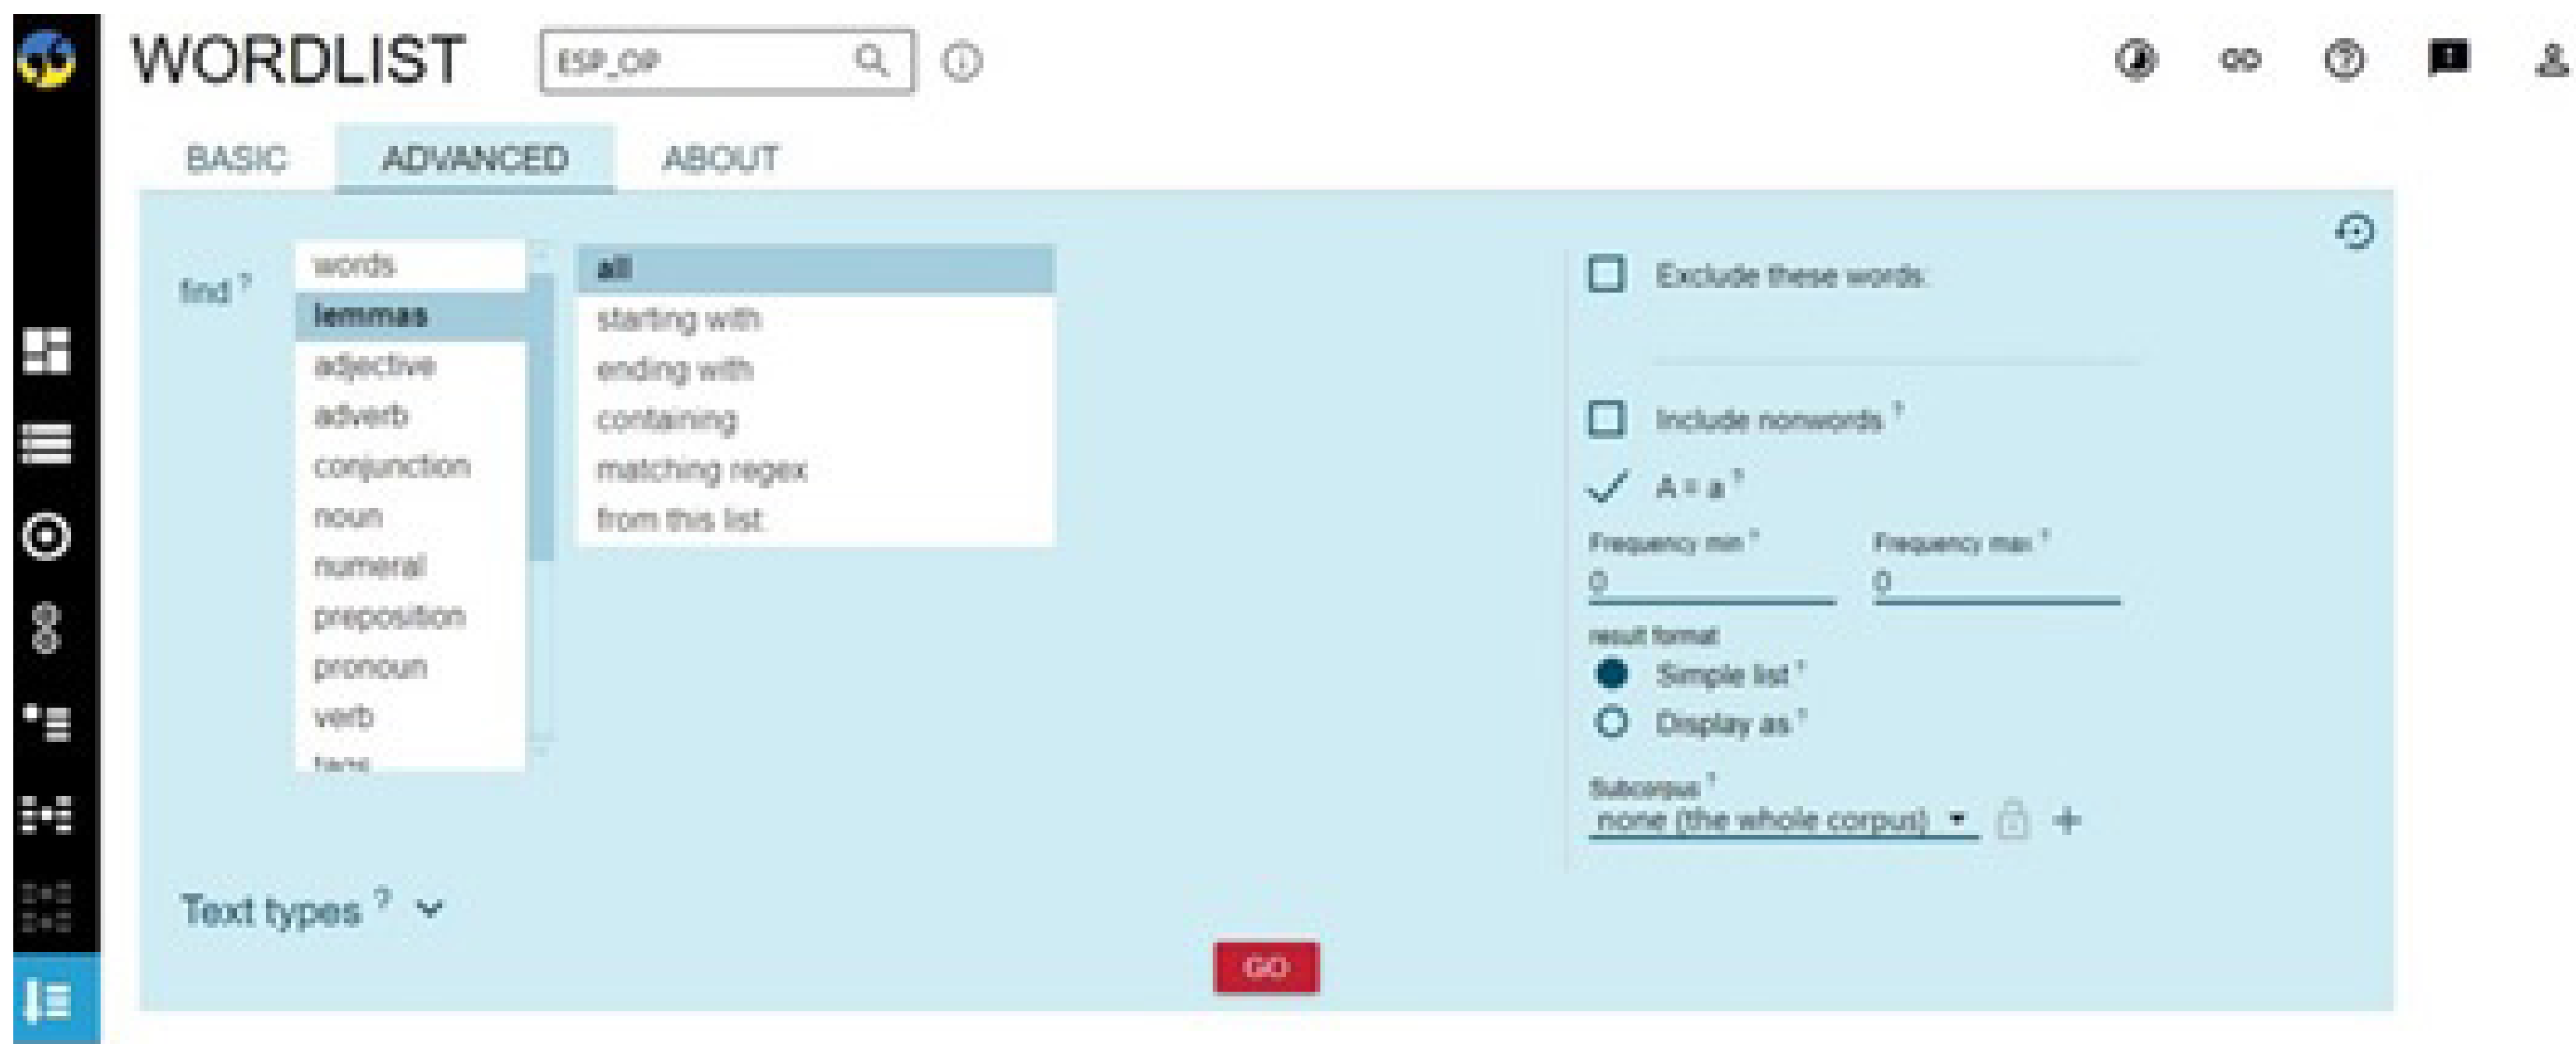 WORDLIST
ESP_OP
BASIC ADVANCED ABOUT
find ?
words
lemmas
adjective
adverb
conjunction
noun
numeral
preposition
pronoun
verb
tags
all
starting with
ending with
containing
matching regex
from this list
Exclude these words
Include nonwords ?
A = a ?
Frequency min ? Frequency max ?
0 0
result format
Simple list ?
Display as ?
Subcorpus ?
none (the whole corpus)
Text types ?
GO